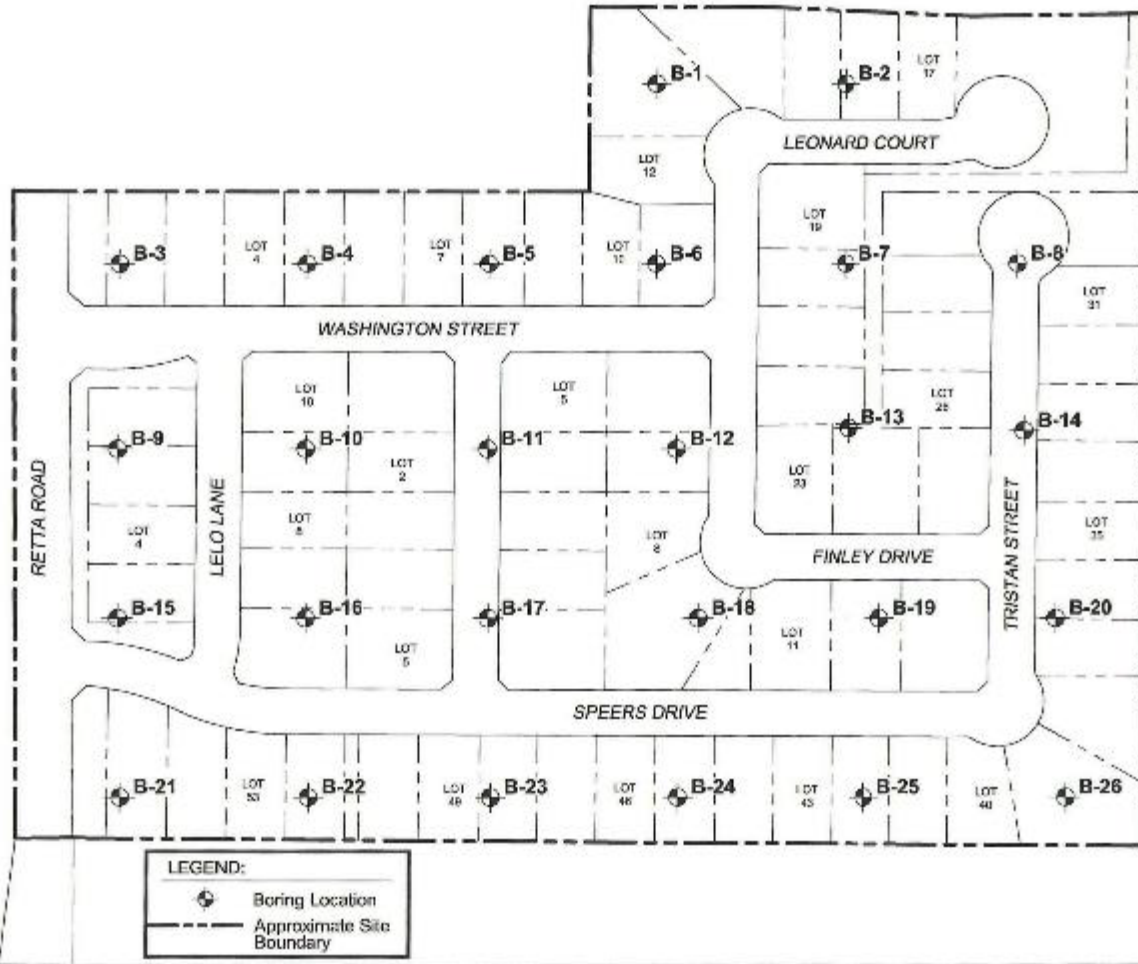 B-1
B-2
LOT
17
LEONARD COURT
LOT
12
LOT
19
B-3
LOT
4
B-4
LOT
7
B-5
LOT
10
B-6
B-7
B-8
LOT
31
WASHINGTON STREET
LOT
10
LOT
5
LOT
26
B-9
B-10
B-11
B-12
B-13
B-14
LOT
2
LOT
23
RETTA ROAD
LELO LANE
TRISTAN STREET
LOT
4
LOT
8
LOT
8
LOT
35
FINLEY DRIVE
B-15
B-16
B-17
B-18
B-19
B-20
LOT
5
LOT
11
SPEERS DRIVE
B-21
LOT
53
B-22
LOT
49
B-23
LOT
46
B-24
LOT
43
B-25
LOT
40
B-26
LEGEND:
Boring Location
Approximate Site
Boundary